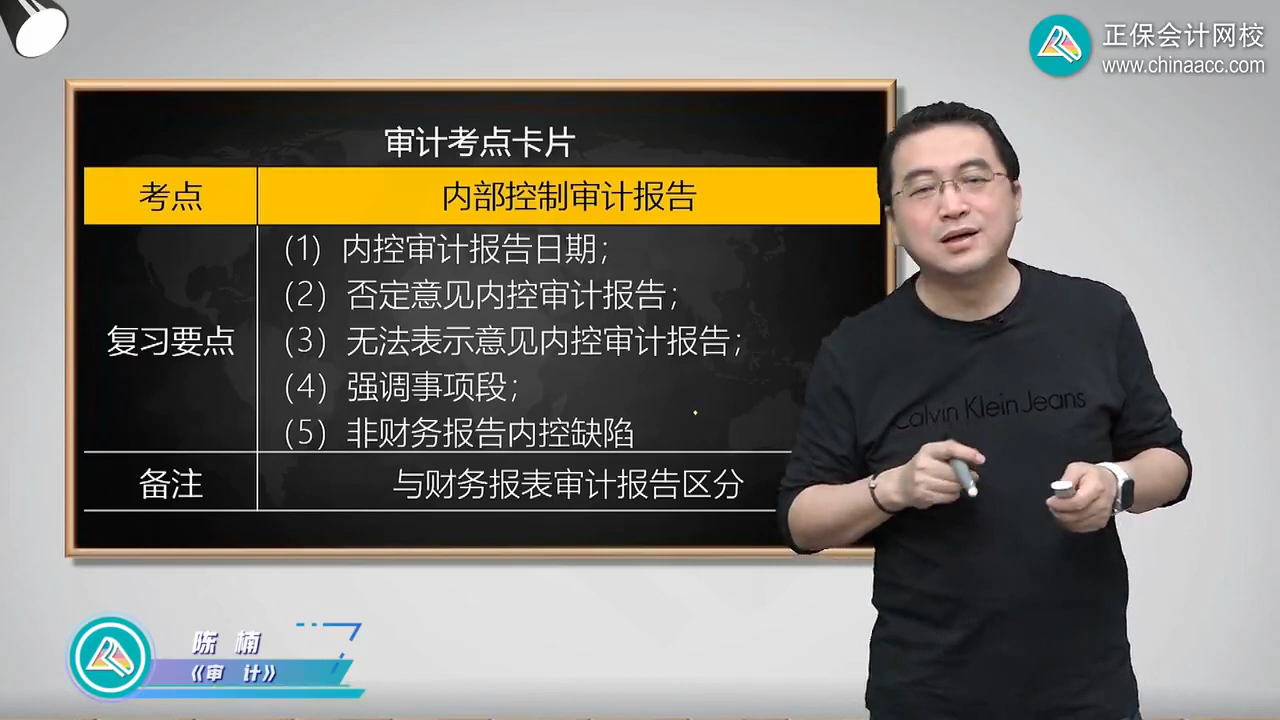 正保会计网校
www.chinaacc.com
审计考点卡片
考点
内部控制审计报告
复习要点
(1) 内控审计报告日期;
(2) 否定意见内控审计报告;
(3) 无法表示意见内控审计报告;
(4) 强调事项段;
(5) 非财务报告内控缺陷
备注
与财务报表审计报告区分
Calvin Klein Jeans
陈 楠
《审 计》